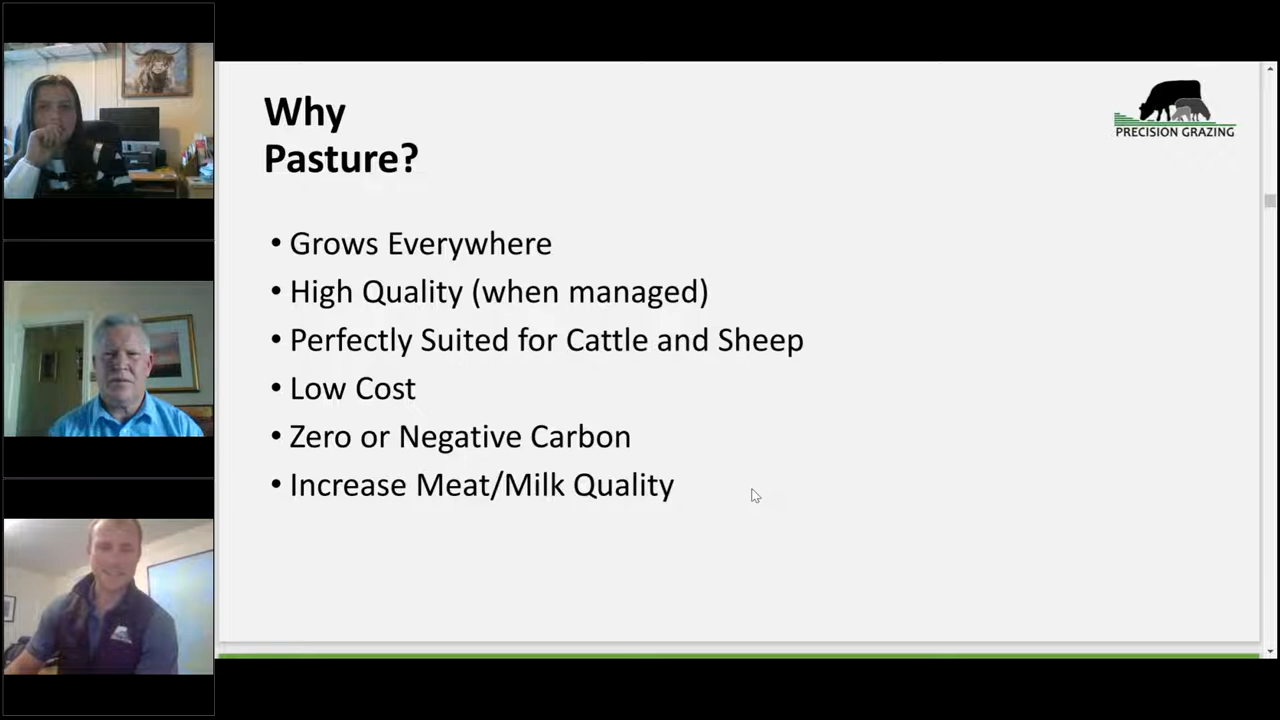 Why
Pasture?
PRECISION GRAZING
• Grows Everywhere
• High Quality (when managed)
• Perfectly Suited for Cattle and Sheep
• Low Cost
• Zero or Negative Carbon
• Increase Meat/Milk Quality